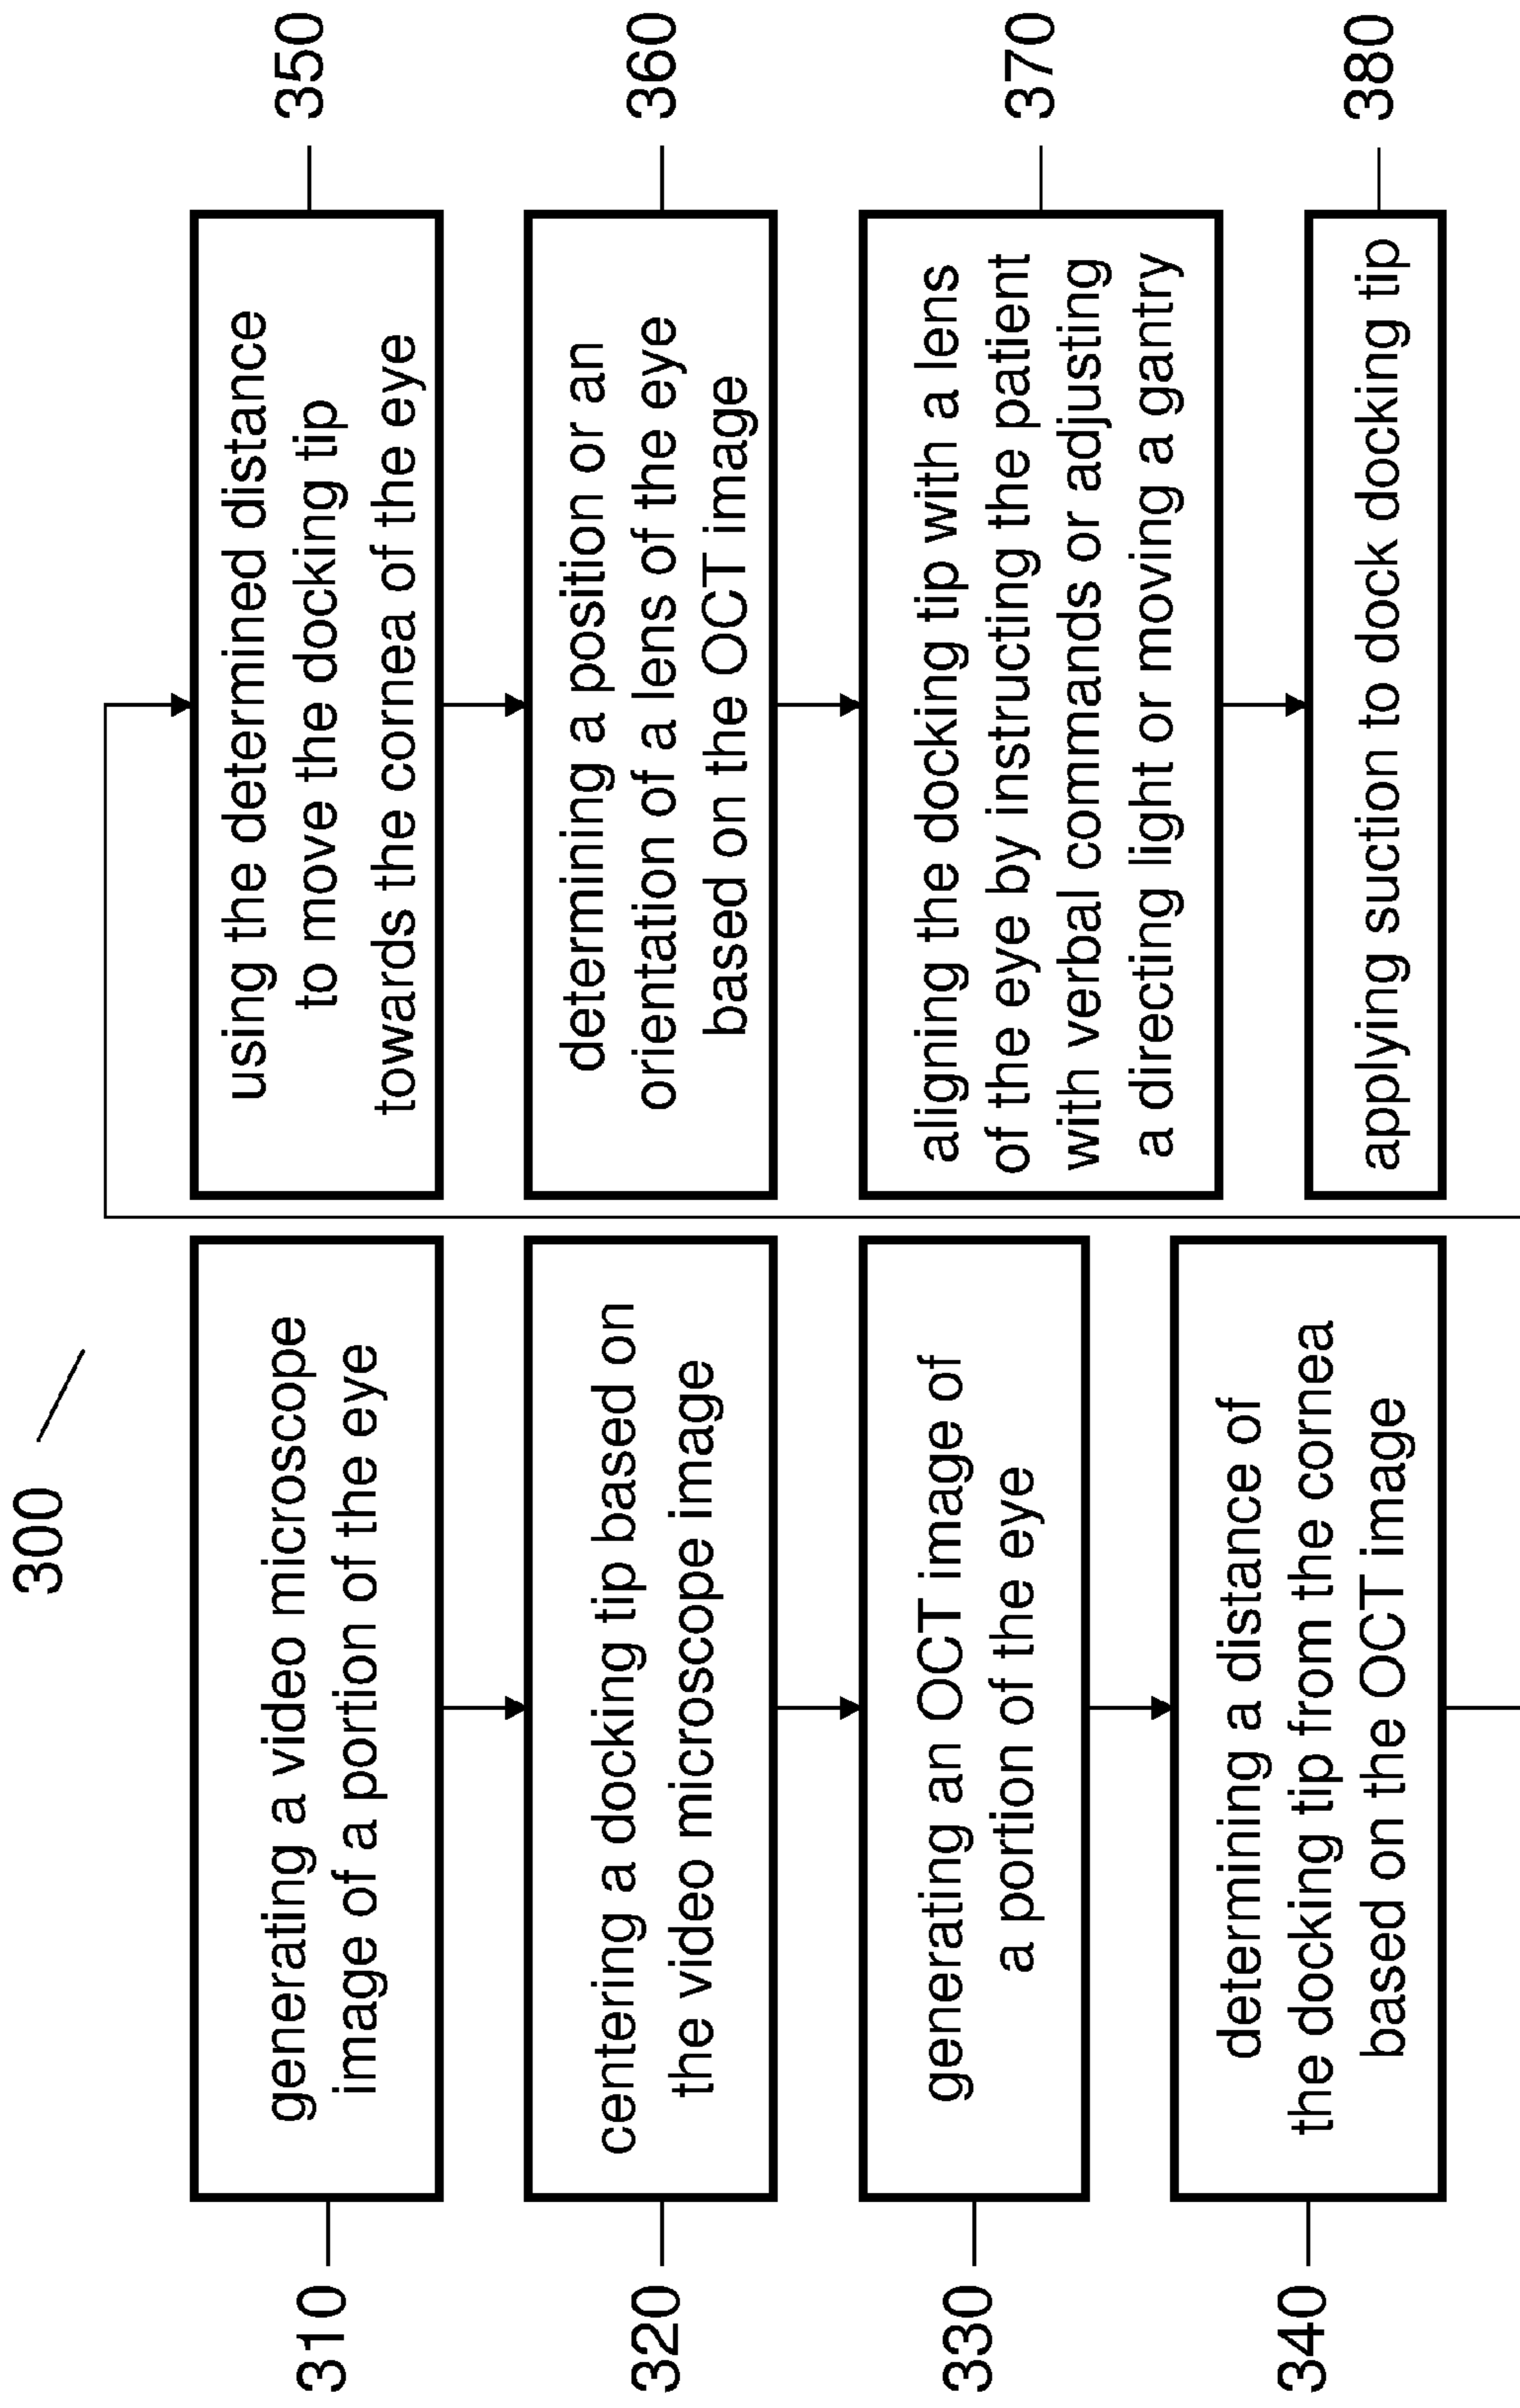 300
310
generating a video microscope
image of a portion of the eye
320
centering a docking tip based on
the video microscope image
330
generating an OCT image of
a portion of the eye
340
determining a distance of
the docking tip from the cornea
based on the OCT image
using the determined distance
to move the docking tip
towards the cornea of the eye
350
determining a position or an
orientation of a lens of the eye
based on the OCT image
360
aligning the docking tip with a lens
of the eye by instructing the patient
with verbal commands or adjusting
a directing light or moving a gantry
370
applying suction to dock docking tip
380